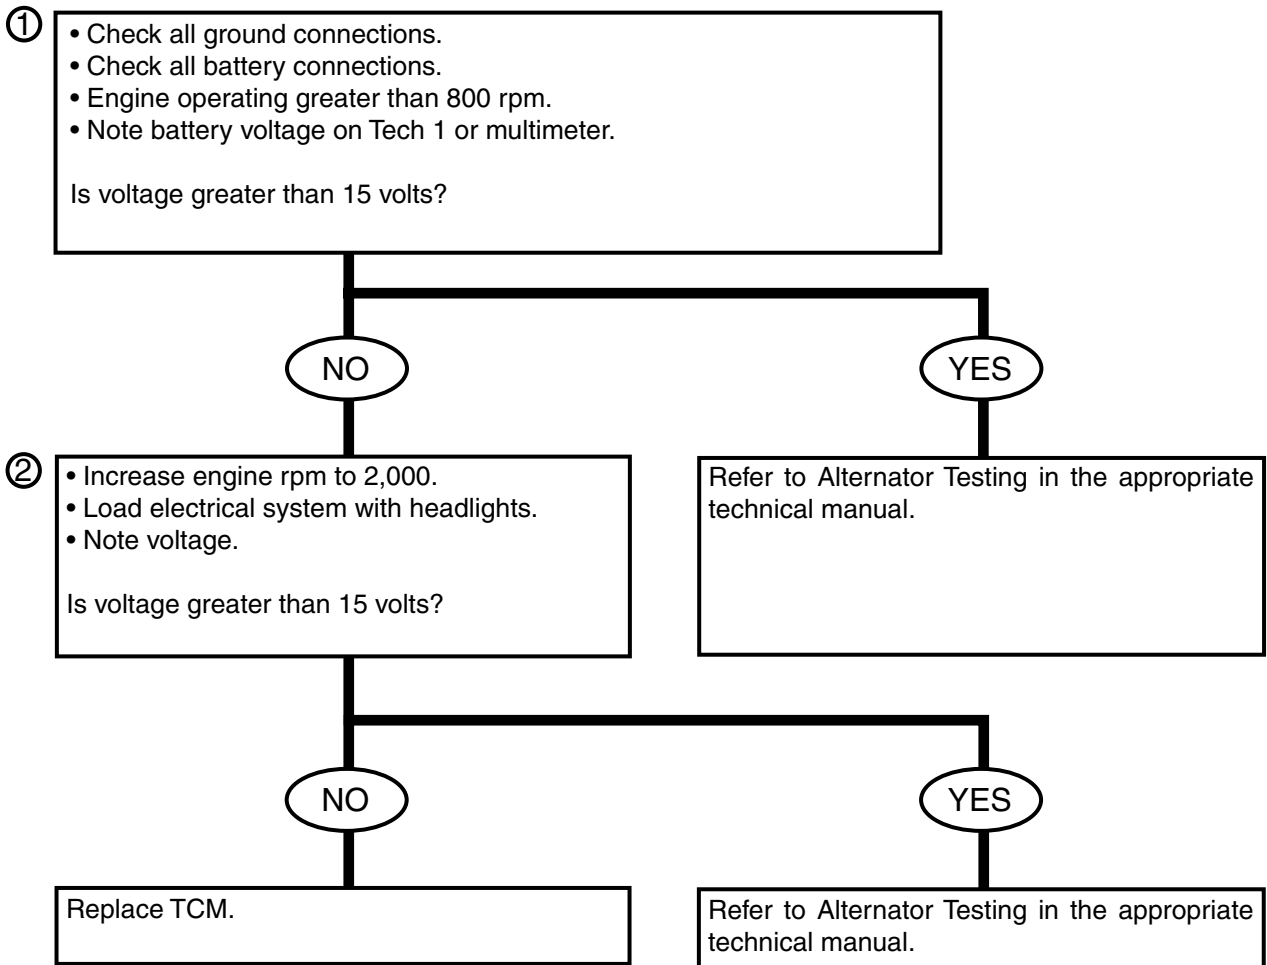 ①
• Check all ground connections.
• Check all battery connections.
• Engine operating greater than 800 rpm.
• Note battery voltage on Tech 1 or multimeter.
Is voltage greater than 15 volts?
NO
YES
②
• Increase engine rpm to 2,000.
• Load electrical system with headlights.
• Note voltage.
Is voltage greater than 15 volts?
Refer to Alternator Testing in the appropriate
technical manual.
NO
YES
Replace TCM.
Refer to Alternator Testing in the appropriate
technical manual.